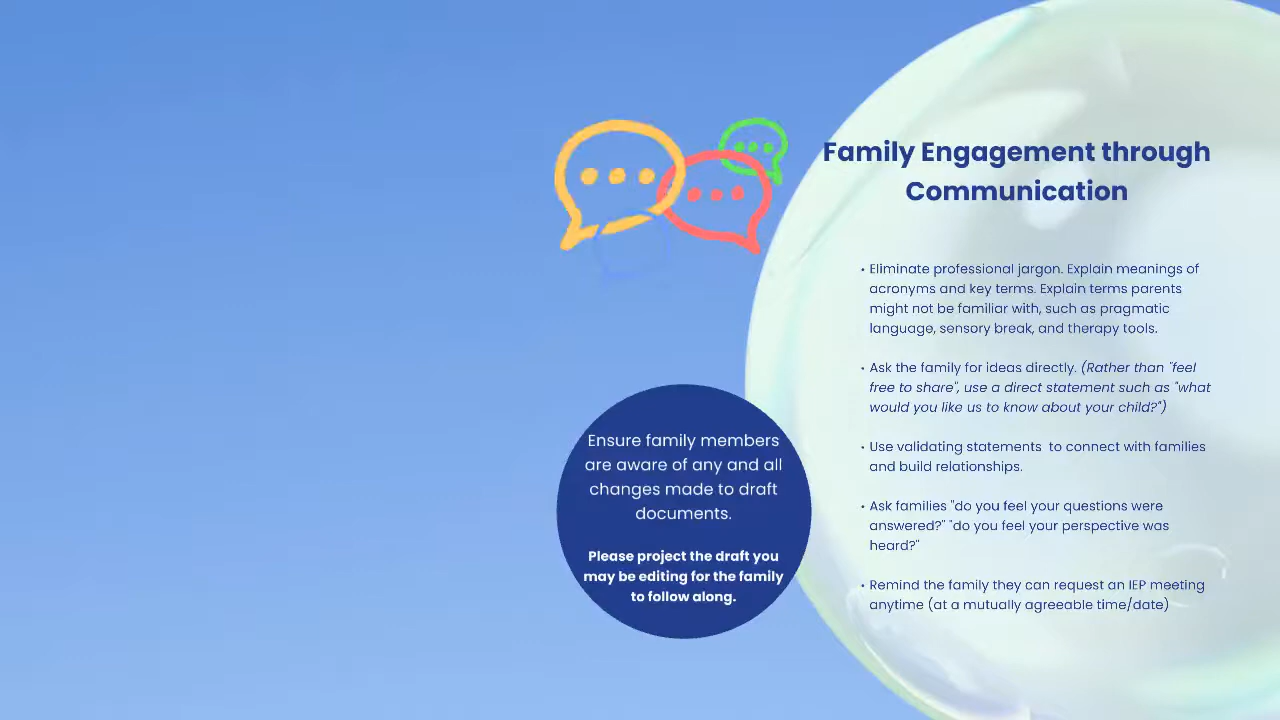 Family Engagement through
Communication
• Eliminate professional jargon. Explain meanings of
acronyms and key terms. Explain terms parents
might not be familiar with, such as pragmatic
language, sensory break, and therapy tools.
• Ask the family for ideas directly. (Rather than "feel
free to share", use a direct statement such as "what
would you like us to know about your child?")
• Use validating statements  to connect with families
and build relationships.
• Ask families "do you feel your questions were
answered?" "do you feel your perspective was
heard?"
• Remind the family they can request an IEP meeting
anytime (at a mutually agreeable time/date)
Ensure family members
are aware of any and all
changes made to draft
documents.
Please project the draft you
may be editing for the family
to follow along.